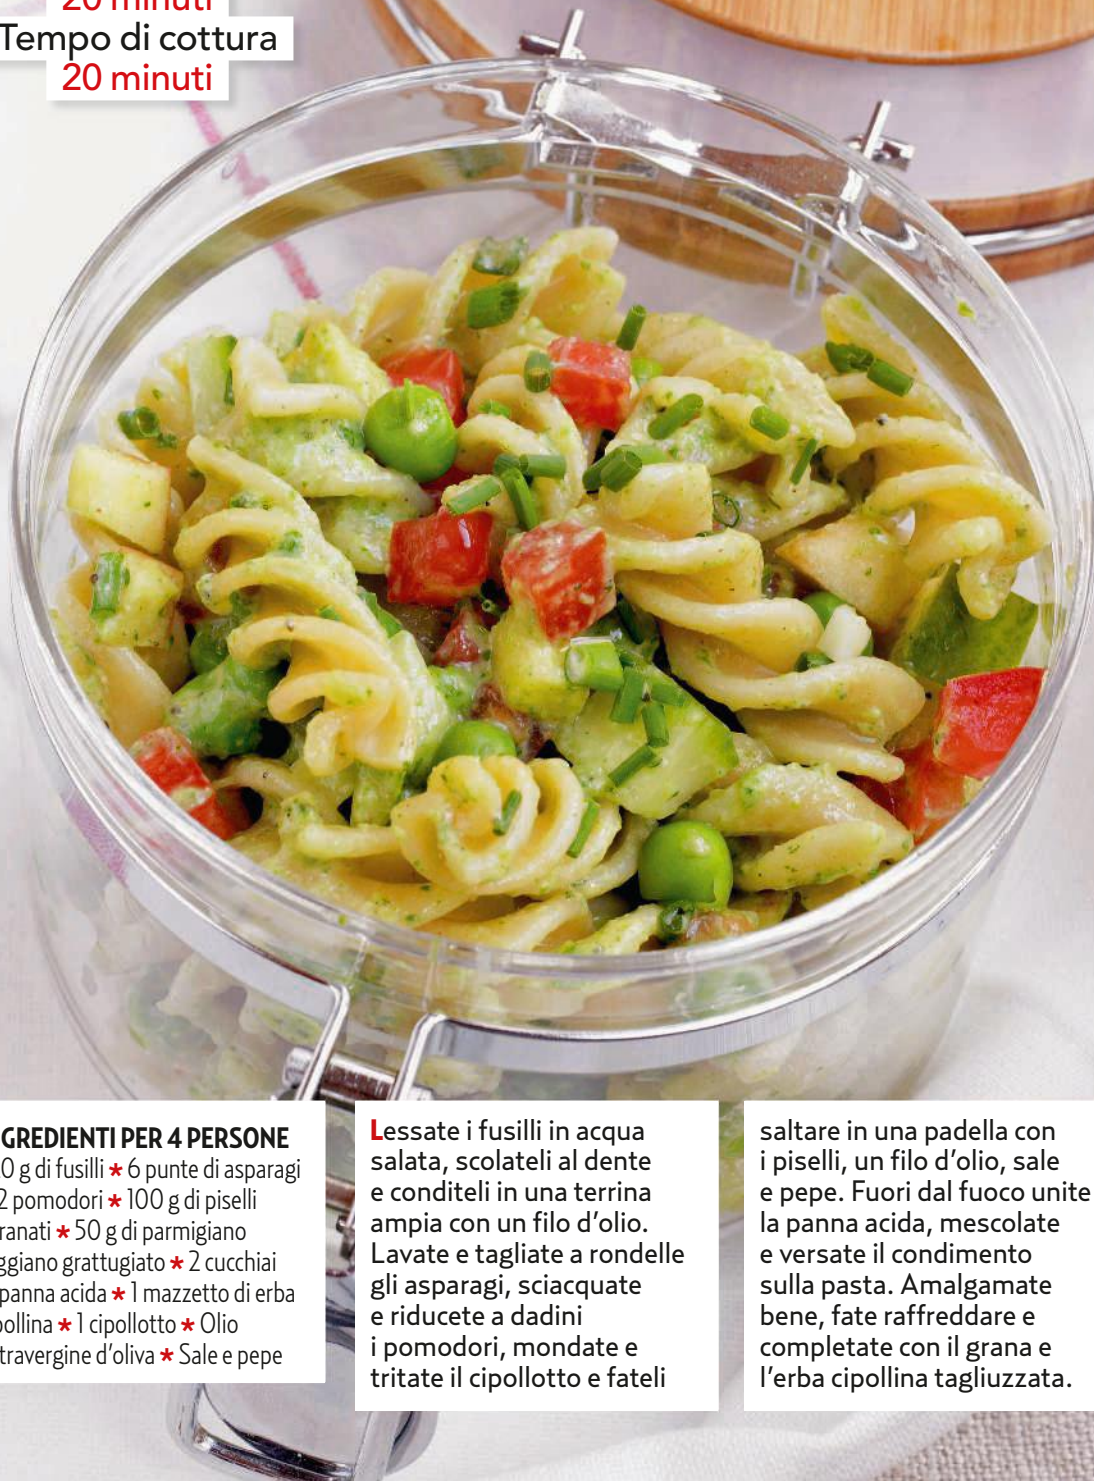 20 minuti
Tempo di cottura
20 minuti
GREDIENTI PER 4 PERSONE
0 g di fusilli * 6 punte di asparagi
2 pomodori * 100 g di piselli
ranati * 50 g di parmigiano
ggiano grattugiato * 2 cucchiai
panna acida * 1 mazzetto di erba
pollina * 1 cipollotto * Olio
travergine d'oliva * Sale e pepe
Lessate i fusilli in acqua
salata, scolateli al dente
e conditeli in una terrina
ampia con un filo d'olio.
Lavate e tagliate a rondelle
gli asparagi, sciacquate
e riducete a dadini
i pomodori, mondate e
tritate il cipollotto e fateli
saltare in una padella con
i piselli, un filo d'olio, sale
e pepe. Fuori dal fuoco unite
la panna acida, mescolate
e versate il condimento
sulla pasta. Amalgamate
bene, fate raffreddare e
completate con il grana e
l'erba cipollina tagliuzzata.